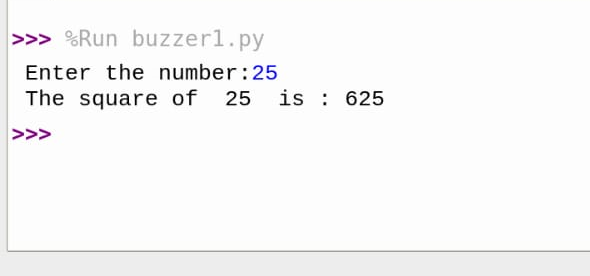 >>> %Run buzzer1.py
Enter the number:25
The square of  25  is : 625
>>>